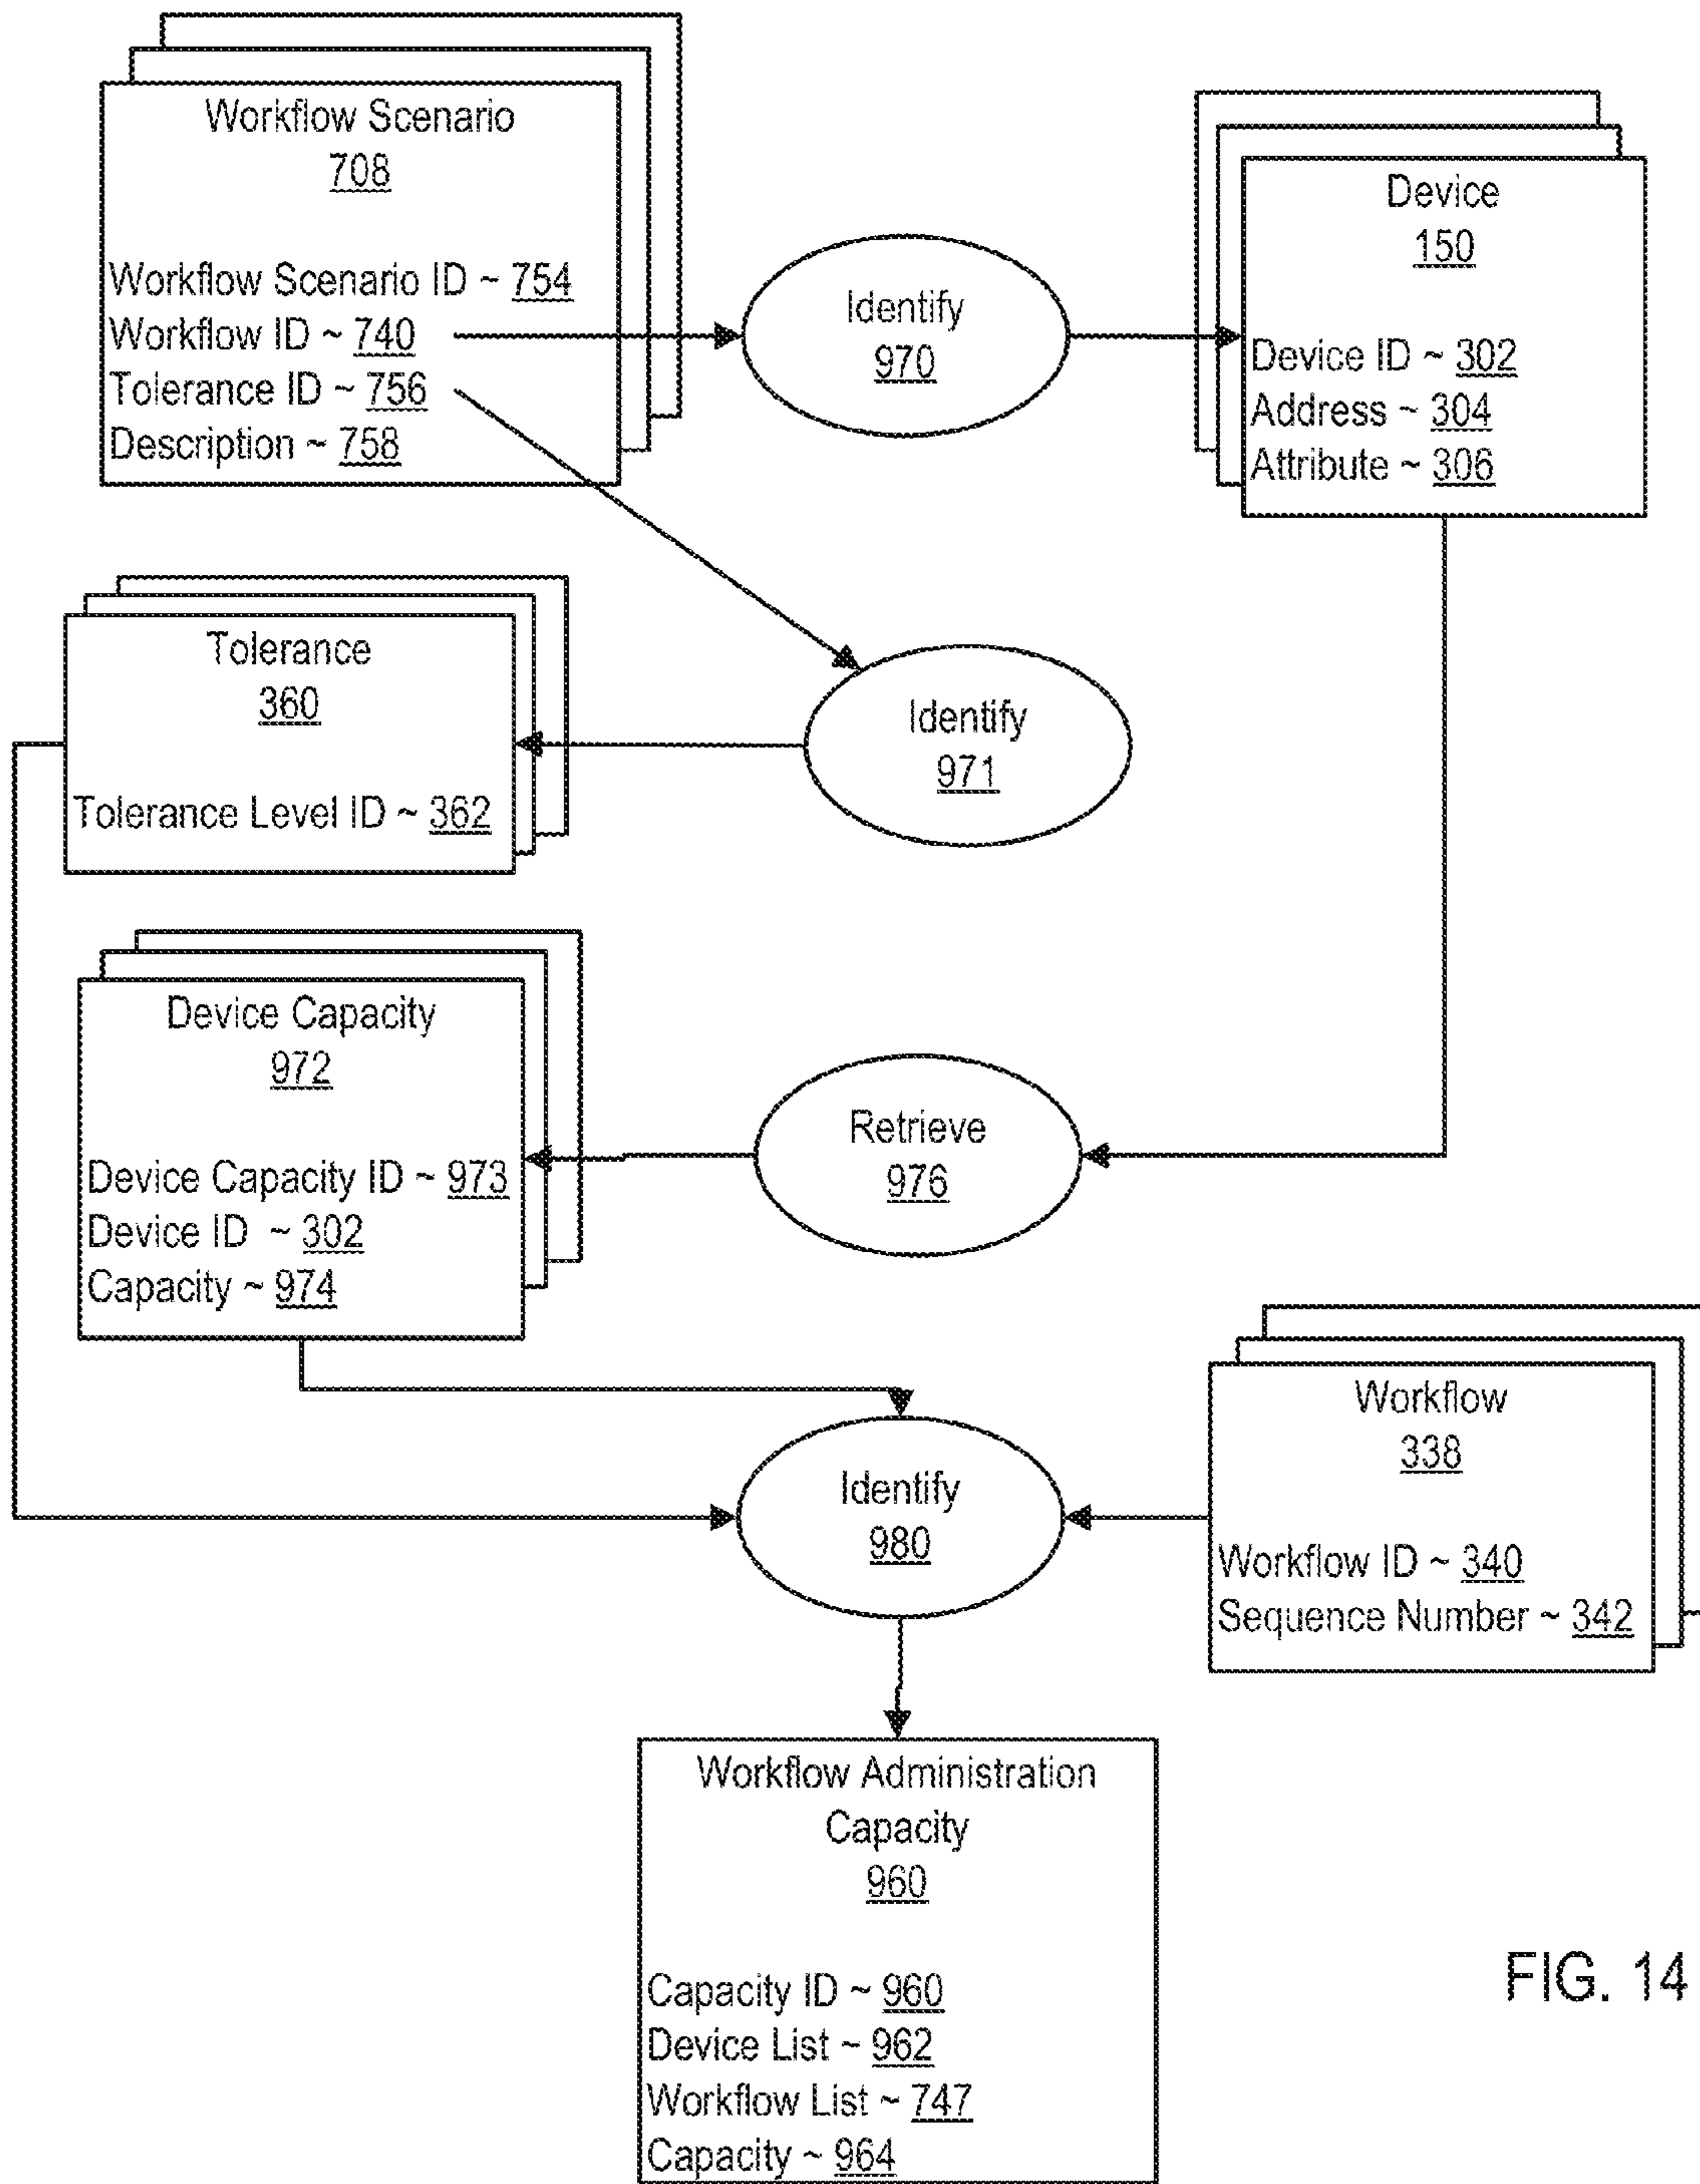 Workflow Scenario
708
Workflow Scenario ID ~ 754
Workflow ID ~ 740
Tolerance ID ~ 756
Description ~ 758
Identify
970
Device
150
Device ID ~ 302
Address ~ 304
Attribute ~ 306
Tolerance
360
Tolerance Level ID ~ 362
Identify
971
Device Capacity
972
Device Capacity ID ~ 973
Device ID ~ 302
Capacity ~ 974
Retrieve
976
Identify
980
Workflow
338
Workflow ID ~ 340
Sequence Number ~ 342
Workflow Administration
Capacity
960
Capacity ID ~ 960
Device List ~ 962
Workflow List ~ 747
Capacity ~ 964
FIG. 14